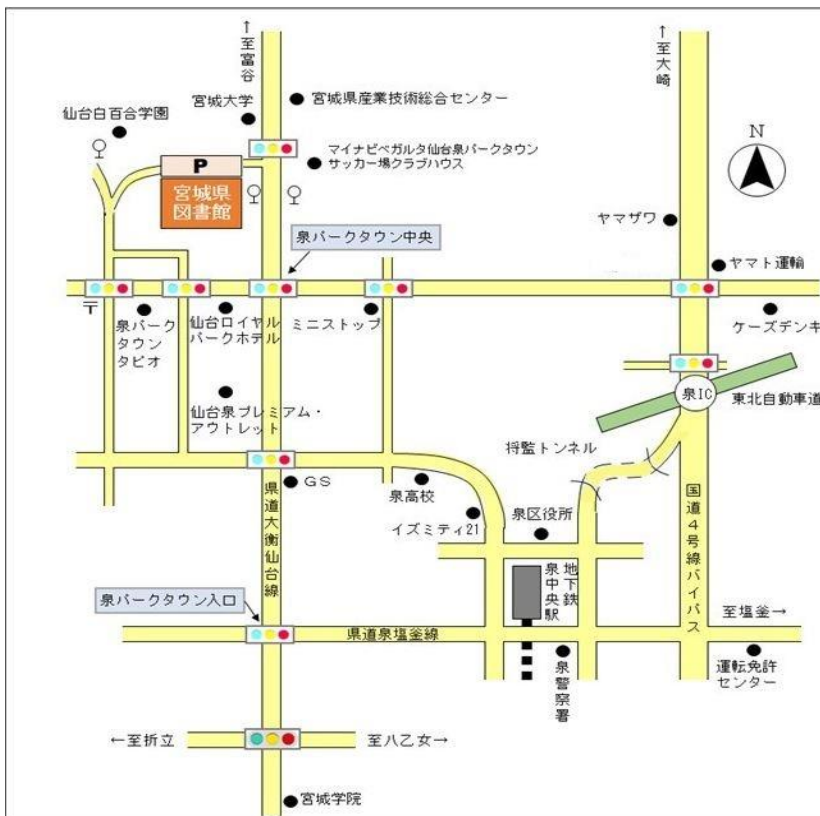 ↑至富谷
↑至大崎
宮城大学
宮城県産業技術総合センター
仙台白百合学園
マイナビベガルタ仙台泉パークタウン
サッカー場クラブハウス
N
P
宮城県
図書館
ヤマザワ
泉パークタウン中央
ヤマト運輸
〒
泉パーク
タウン
タピオ
仙台ロイヤル
パークホテル
ミニストップ
ケーズデンキ
泉IC
東北自動車道
仙台泉プレミアム・
アウトレット
将監トンネル
GS
泉高校
イズミティ21
泉区役所
県道大衡仙台線
国道4号線バイパス
地下鉄
泉中央駅
泉パークタウン入口
至塩釜→
県道泉塩釜線
泉警察署
運転免許
センター
←至折立
至八乙女→
宮城学院